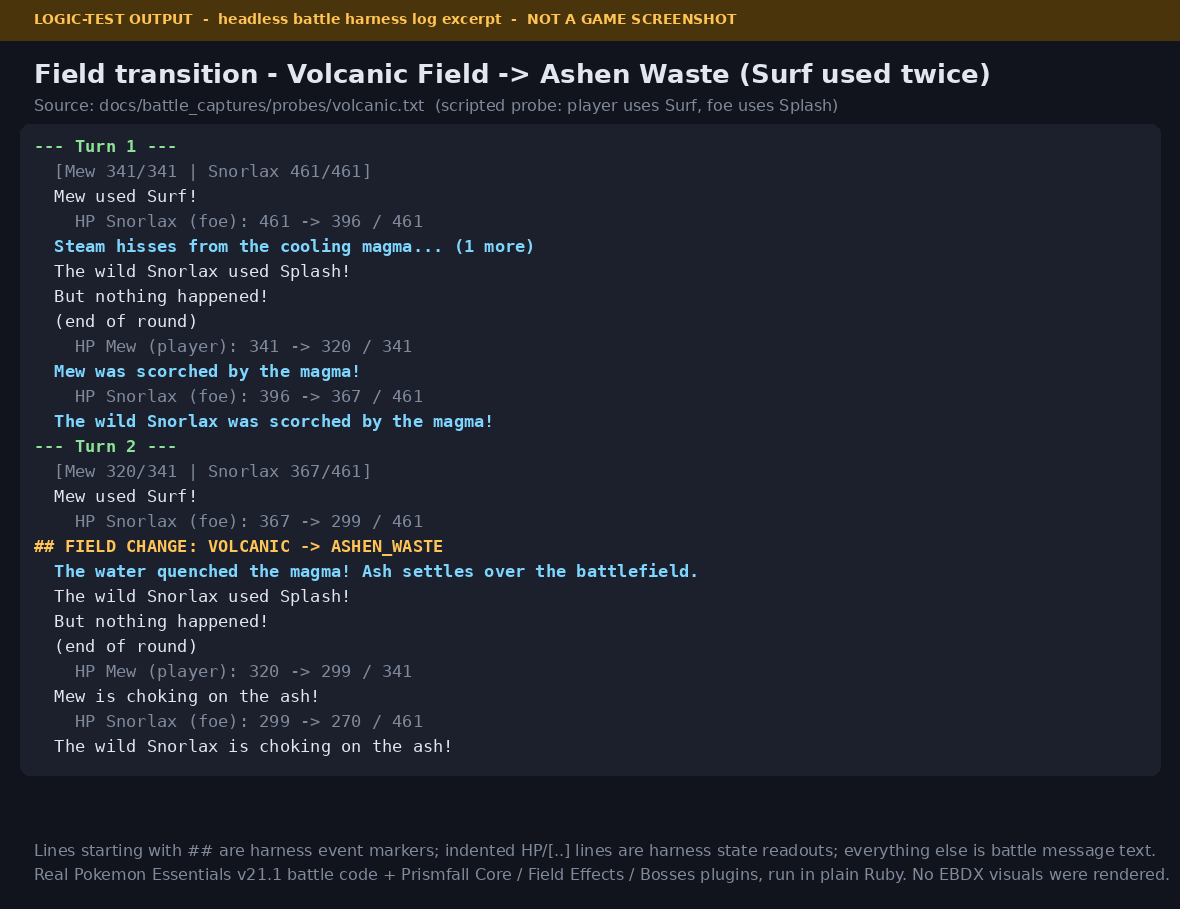 LOGIC-TEST OUTPUT - headless battle harness log excerpt - NOT A GAME SCREENSHOT
Field transition - Volcanic Field -> Ashen Waste (Surf used twice)
Source: docs/battle_captures/probes/volcanic.txt (scripted probe: player uses Surf, foe uses Splash)
--- Turn 1 ---
[Mew 341/341 | Snorlax 461/461]
Mew used Surf!
HP Snorlax (foe): 461 -> 396 / 461
Steam hisses from the cooling magma... (1 more)
The wild Snorlax used Splash!
But nothing happened!
(end of round)
HP Mew (player): 341 -> 320 / 341
Mew was scorched by the magma!
HP Snorlax (foe): 396 -> 367 / 461
The wild Snorlax was scorched by the magma!
--- Turn 2 ---
[Mew 320/341 | Snorlax 367/461]
Mew used Surf!
HP Snorlax (foe): 367 -> 299 / 461
## FIELD CHANGE: VOLCANIC -> ASHEN_WASTE
The water quenched the magma! Ash settles over the battlefield.
The wild Snorlax used Splash!
But nothing happened!
(end of round)
HP Mew (player): 320 -> 299 / 341
Mew is choking on the ash!
HP Snorlax (foe): 299 -> 270 / 461
The wild Snorlax is choking on the ash!
Lines starting with ## are harness event markers; indented HP/[..] lines are harness state readouts; everything else is battle message text.
Real Pokemon Essentials v21.1 battle code + Prismfall Core / Field Effects / Bosses plugins, run in plain Ruby. No EBDX visuals were rendered.